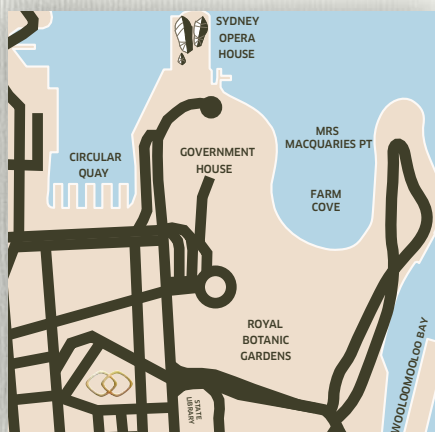 SYDNEY
OPERA
HOUSE
MRS
MACQUARIES PT
CIRCULAR
QUAY
GOVERNMENT
HOUSE
FARM
COVE
ROYAL
BOTANIC
GARDENS
WOOLOOMOOLOO BAY
STATE
LIBRARY